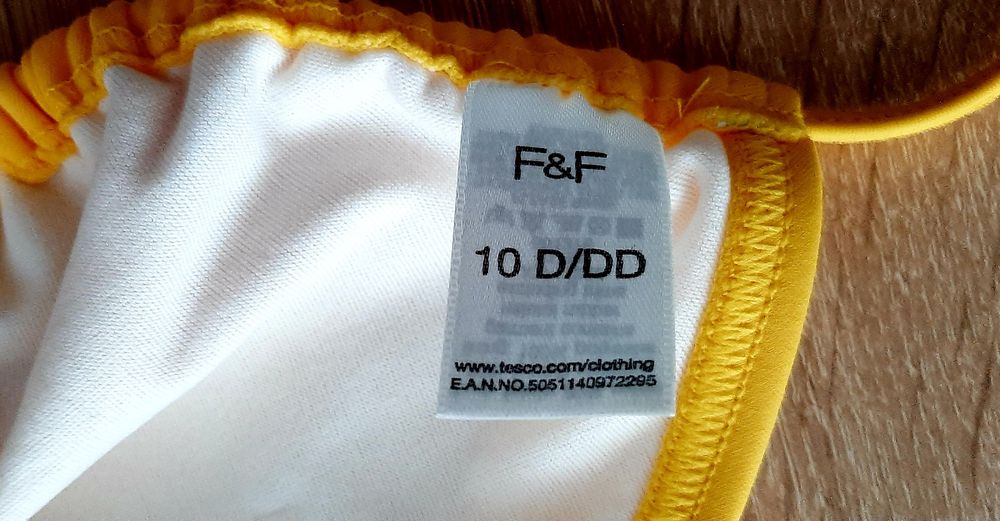 F&F
10 D/DD
www.tesco.com/clothing
E.A.N.NO.5051140972295